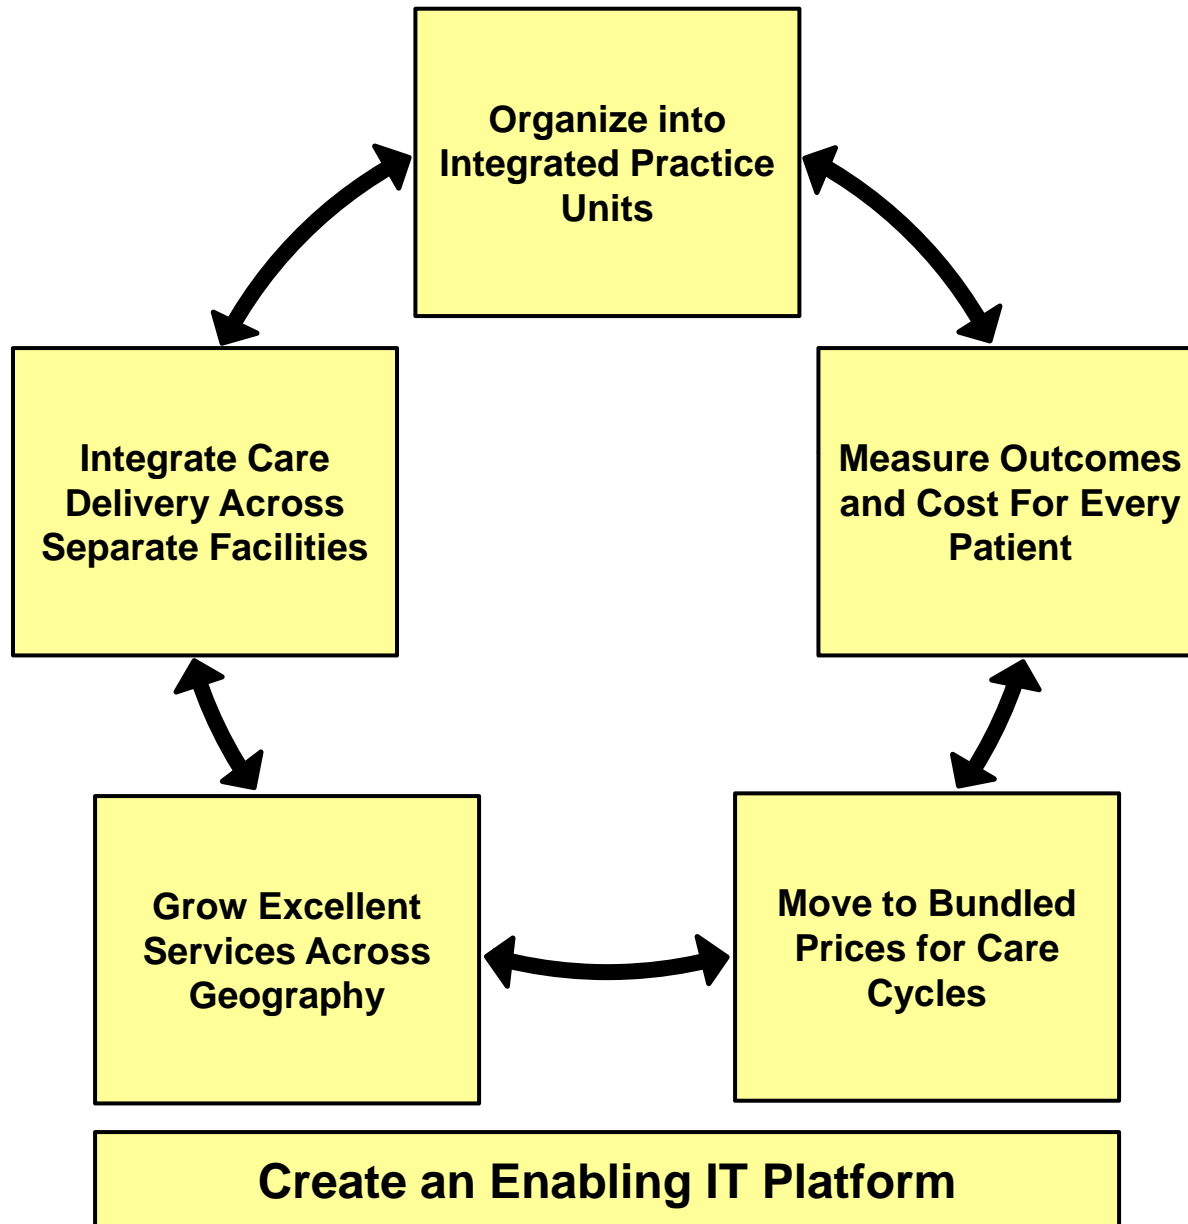 Organize into
Integrated Practice
Units
Integrate Care
Delivery Across
Separate Facilities
Measure Outcomes
and Cost For Every
Patient
Grow Excellent
Services Across
Geography
Move to Bundled
Prices for Care
Cycles
Create an Enabling IT Platform